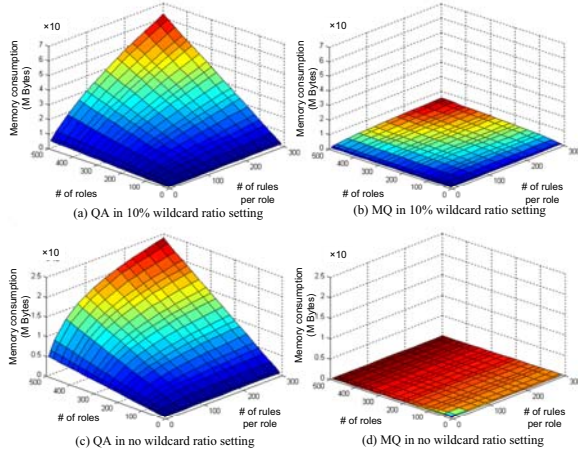 ×10 ×10
Memory consumption (M Bytes) Memory consumption (M Bytes)
7 7
6 6
5 5
4 4
3 3
2 2
1 1
0 0
500 400 300 200 100 0 0 100 200 300 500 400 300 200 100 0 0 100 200 300
# of roles # of rules per role # of roles # of rules per role
(a) QA in 10% wildcard ratio setting (b) MQ in 10% wildcard ratio setting
×10 ×10
Memory consumption (M Bytes) Memory consumption (M Bytes)
2.5 2.5
2 2
1.5 1.5
1 1
0.5 0.5
0 0
500 400 300 200 100 0 0 100 200 300 500 400 300 200 100 0 0 100 200 300
# of roles # of rules per role # of roles # of rules per role
(c) QA in no wildcard ratio setting (d) MQ in no wildcard ratio setting